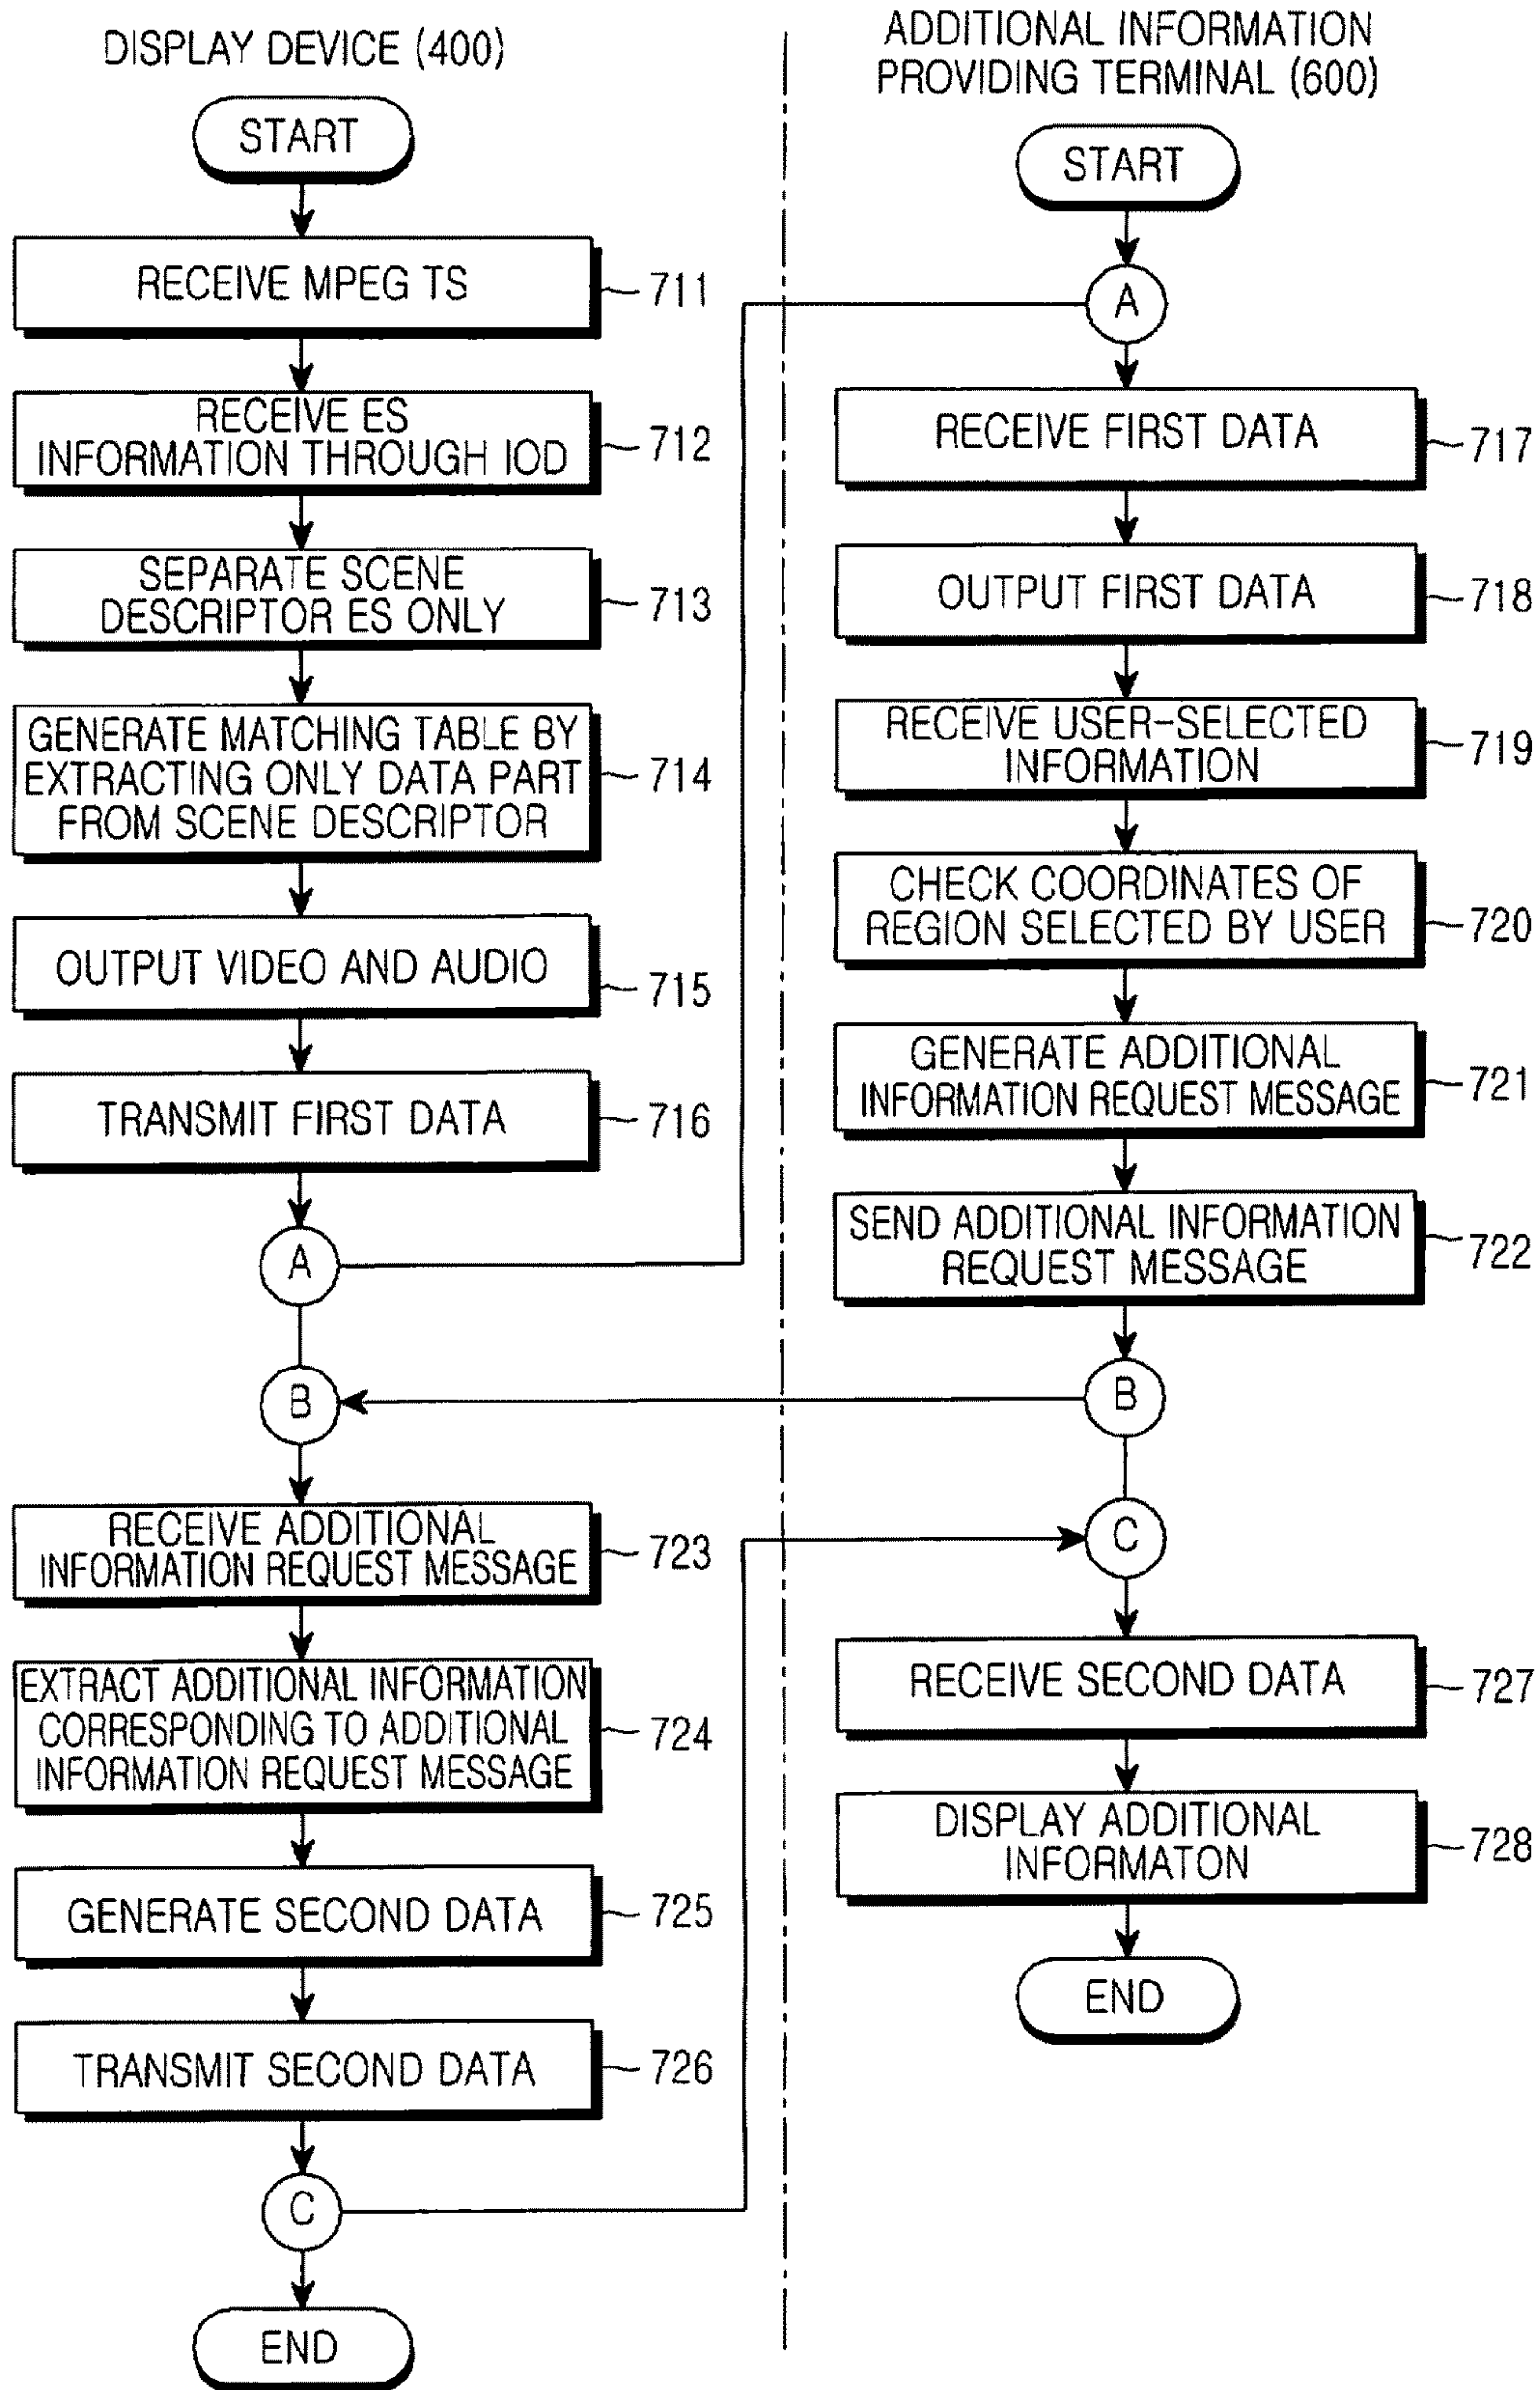 DISPLAY DEVICE (400)
START
RECEIVE MPEG TS
711
RECEIVE ES
INFORMATION THROUGH IOD
712
SEPARATE SCENE
DESCRIPTOR ES ONLY
713
GENERATE MATCHING TABLE BY
EXTRACTING ONLY DATA PART
FROM SCENE DESCRIPTOR
714
OUTPUT VIDEO AND AUDIO
715
TRANSMIT FIRST DATA
716
A
B
RECEIVE ADDITIONAL
INFORMATION REQUEST MESSAGE
723
EXTRACT ADDITIONAL INFORMATION
CORRESPONDING TO ADDITIONAL
INFORMATION REQUEST MESSAGE
724
GENERATE SECOND DATA
725
TRANSMIT SECOND DATA
726
C
END
ADDITIONAL INFORMATION
PROVIDING TERMINAL (600)
START
A
RECEIVE FIRST DATA
717
OUTPUT FIRST DATA
718
RECEIVE USER-SELECTED
INFORMATION
719
CHECK COORDINATES OF
REGION SELECTED BY USER
720
GENERATE ADDITIONAL
INFORMATION REQUEST MESSAGE
721
SEND ADDITIONAL INFORMATION
REQUEST MESSAGE
722
B
C
RECEIVE SECOND DATA
727
DISPLAY ADDITIONAL
INFORMATON
728
END